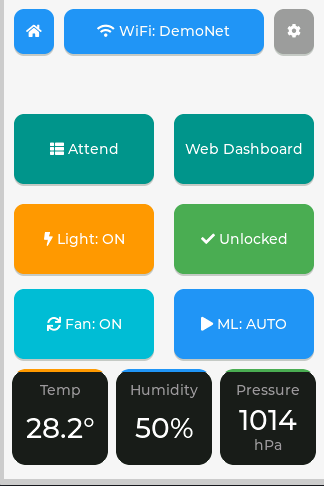 WiFi: DemoNet
Attend
Web Dashboard
Light: ON
Unlocked
Fan: ON
ML: AUTO
Temp
28.2°
Humidity
50%
Pressure
1014
hPa